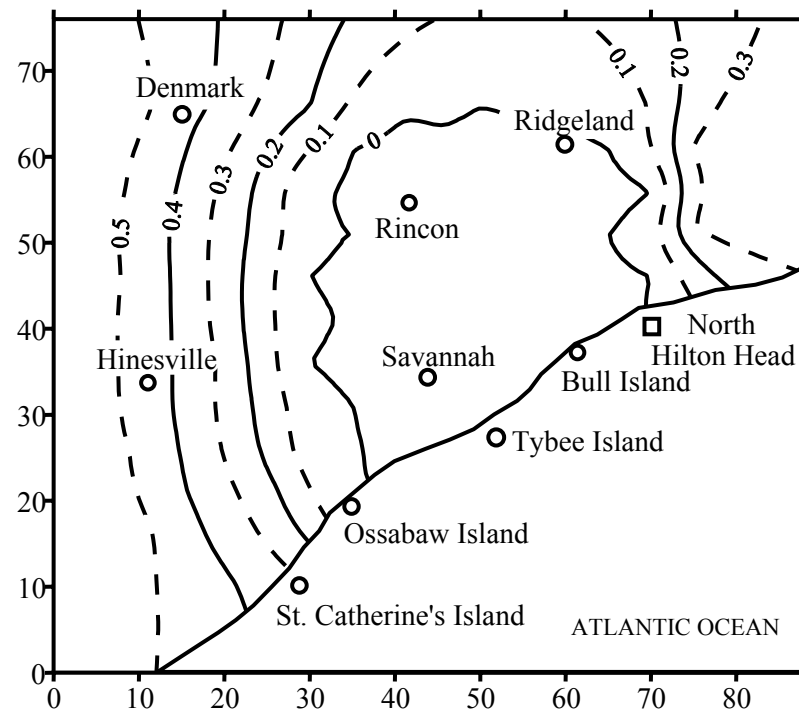 70
60
50
40
30
20
10
0
0 10 20 30 40 50 60 70 80
0.1
0.2
0.3
Denmark
Ridgeland
0
0.1
0.2
0.3
0.4
0.5
Rincon
North
Hilton Head
Hinesville
Savannah
Bull Island
Tybee Island
Ossabaw Island
St. Catherine's Island
ATLANTIC OCEAN